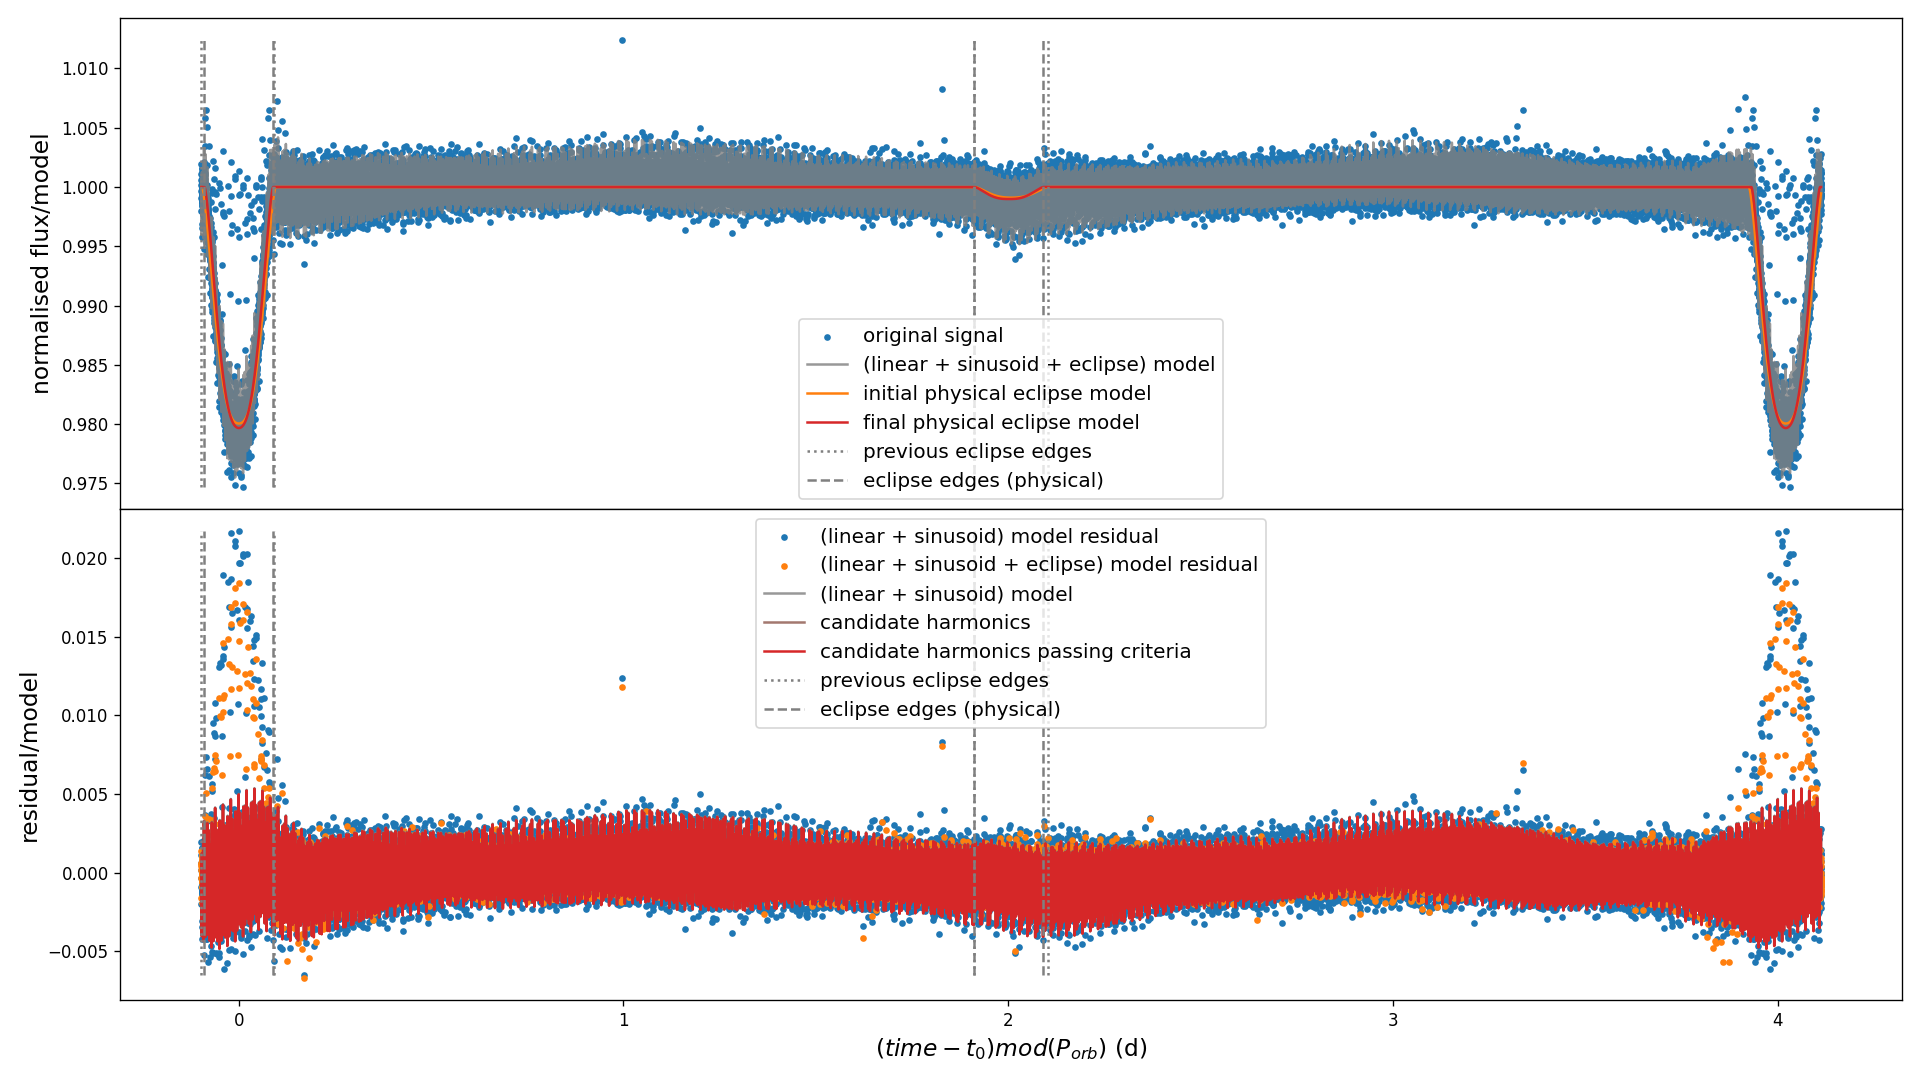 normalised flux/model
1.010
1.005
1.000
0.995
0.990
0.985
0.980
0.975
original signal
(linear + sinusoid + eclipse) model
initial physical eclipse model
final physical eclipse model
previous eclipse edges
eclipse edges (physical)
residual/model
0.020
0.015
0.010
0.005
0.000
−0.005
(linear + sinusoid) model residual
(linear + sinusoid + eclipse) model residual
(linear + sinusoid) model
candidate harmonics
candidate harmonics passing criteria
previous eclipse edges
eclipse edges (physical)
0 1 2 3 4
(time − t₀)mod(Pₒᵣb) (d)